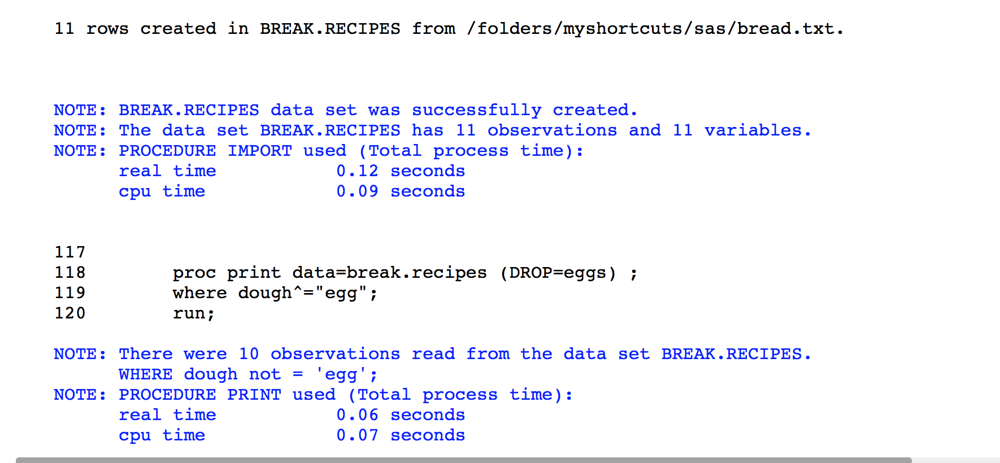 11 rows created in BREAK.RECIPES from /folders/myshortcuts/sas/bread.txt.
NOTE: BREAK.RECIPES data set was successfully created.
NOTE: The data set BREAK.RECIPES has 11 observations and 11 variables.
NOTE: PROCEDURE IMPORT used (Total process time):
real time 0.12 seconds
cpu time 0.09 seconds
117
118 proc print data=break.recipes (DROP=eggs) ;
119 where dough^="egg";
120 run;
NOTE: There were 10 observations read from the data set BREAK.RECIPES.
WHERE dough not = 'egg';
NOTE: PROCEDURE PRINT used (Total process time):
real time 0.06 seconds
cpu time 0.07 seconds